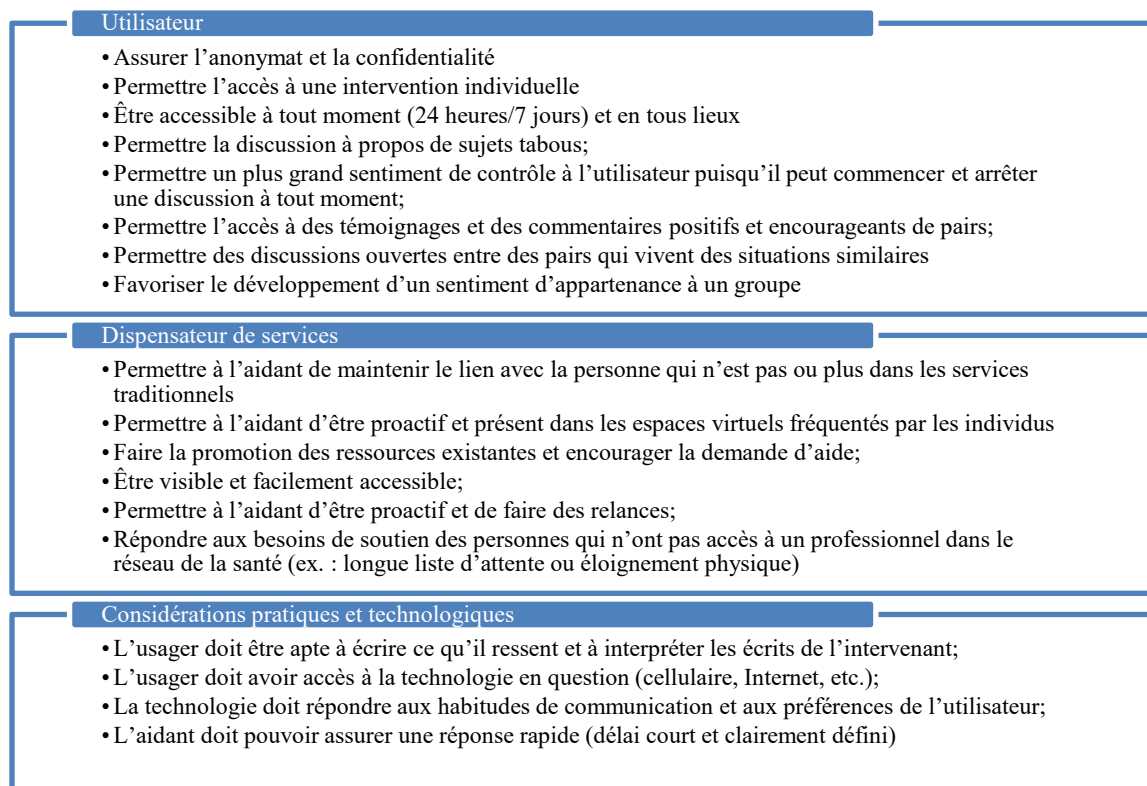 Utilisateur
• Assurer l’anonymat et la confidentialité
• Permettre l’accès à une intervention individuelle
• Être accessible à tout moment (24 heures/7 jours) et en tous lieux
• Permettre la discussion à propos de sujets tabous;
• Permettre un plus grand sentiment de contrôle à l’utilisateur puisqu’il peut commencer et arrêter
une discussion à tout moment;
• Permettre l’accès à des témoignages et des commentaires positifs et encourageants de pairs;
• Permettre des discussions ouvertes entre des pairs qui vivent des situations similaires
• Favoriser le développement d’un sentiment d’appartenance à un groupe
Dispensateur de services
• Permettre à l’aidant de maintenir le lien avec la personne qui n’est pas ou plus dans les services
traditionnels
• Permettre à l’aidant d’être proactif et présent dans les espaces virtuels fréquentés par les individus
• Faire la promotion des ressources existantes et encourager la demande d’aide;
• Être visible et facilement accessible;
• Permettre à l’aidant d’être proactif et de faire des relances;
• Répondre aux besoins de soutien des personnes qui n’ont pas accès à un professionnel dans le
réseau de la santé (ex. : longue liste d’attente ou éloignement physique)
Considérations pratiques et technologiques
• L’usager doit être apte à écrire ce qu’il ressent et à interpréter les écrits de l’intervenant;
• L’usager doit avoir accès à la technologie en question (cellulaire, Internet, etc.);
• La technologie doit répondre aux habitudes de communication et aux préférences de l’utilisateur;
• L’aidant doit pouvoir assurer une réponse rapide (délai court et clairement défini)